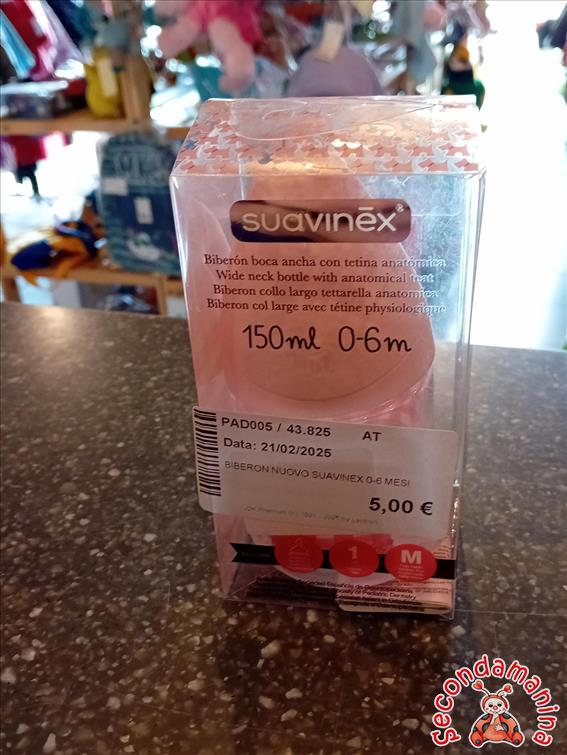 suavinēx®
Biberón boca ancha con tetina anatómica
Wide neck bottle with anatomical teat
Biberon collo largo tettarella anatomica
Biberon col large avec tétine physiologique
150ml 0-6m
PAD005 / 43.825 AT
Data: 21/02/2025
BIBERON NUOVO SUAVINEX 0-6 MESI
5,00 €
1
M
Secondamanina